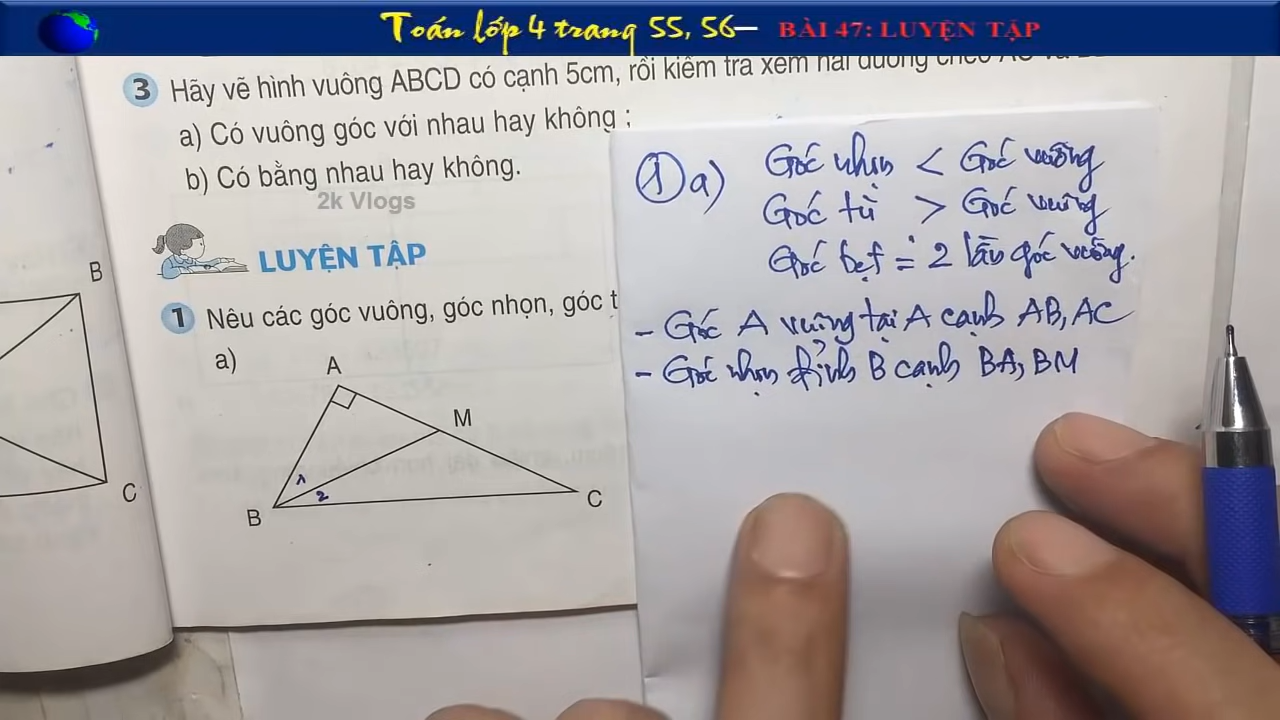 Toán lớp 4 trang 55, 56— BÀI 47: LUYỆN TẬP
3 Hãy vẽ hình vuông ABCD có cạnh 5cm, rồi kiểm tra xem hai đường chéo AC và
a) Có vuông góc với nhau hay không ;
b) Có bằng nhau hay không.
2k Vlogs
LUYỆN TẬP
1 Nêu các góc vuông, góc nhọn, góc t
a)
A
M
B
C
1
2
B
C
1 a) Góc nhọn < Góc vuông
Góc tù > Góc vuông
Góc bẹt = 2 lần góc vuông.
- Góc A vuông tại A cạnh AB, AC
- Góc nhọn đỉnh B cạnh BA, BM